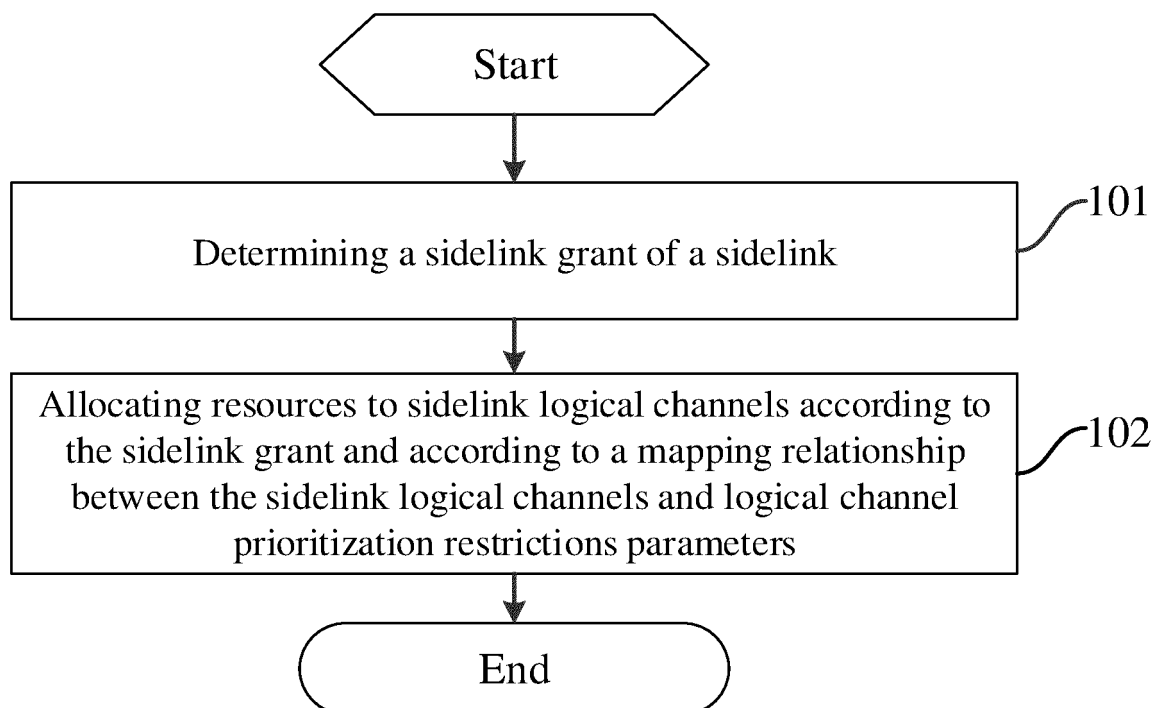 Start
Determining a sidelink grant of a sidelink
101
Allocating resources to sidelink logical channels according to
the sidelink grant and according to a mapping relationship
between the sidelink logical channels and logical channel
prioritization restrictions parameters
102
End